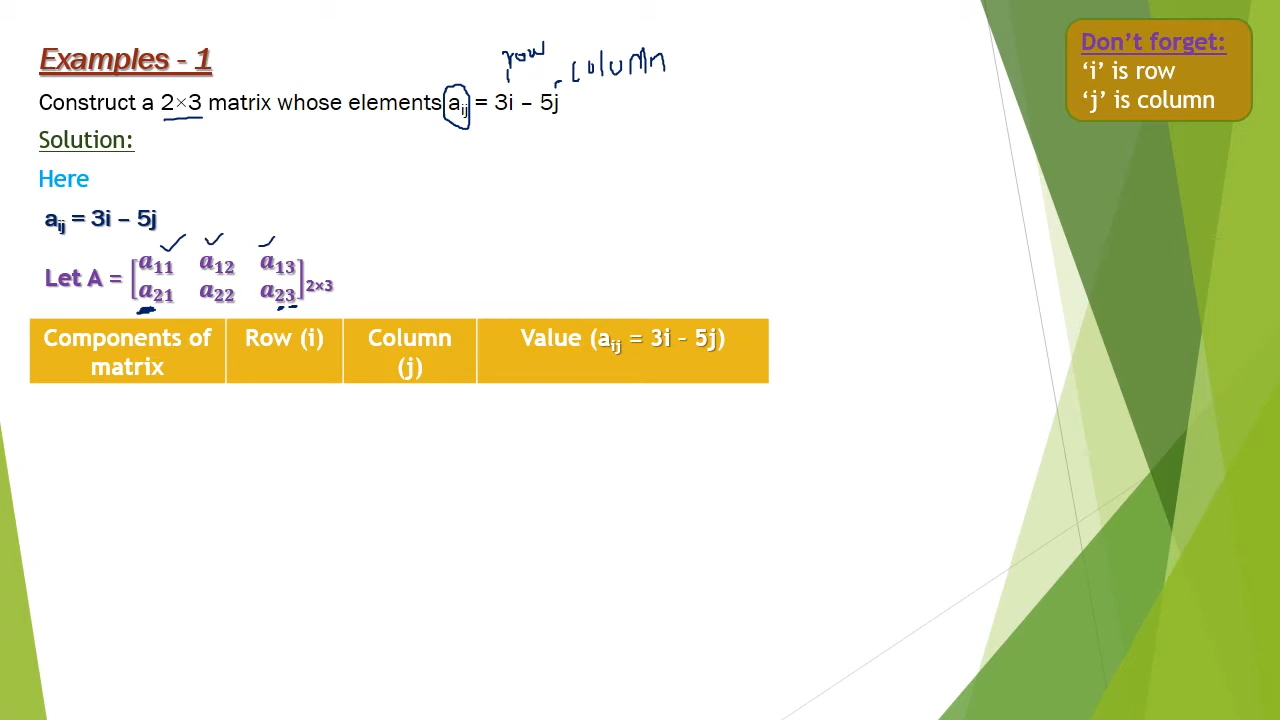 Examples - 1
row
column
Construct a 2×3 matrix whose elements aij = 3i – 5j
Solution:
Here
aij = 3i – 5j
Let A = [a11 a12 a13
a21 a22 a23]2×3
Components of matrix Row (i) Column (j) Value (aij = 3i – 5j)
Don't forget:
'i' is row
'j' is column